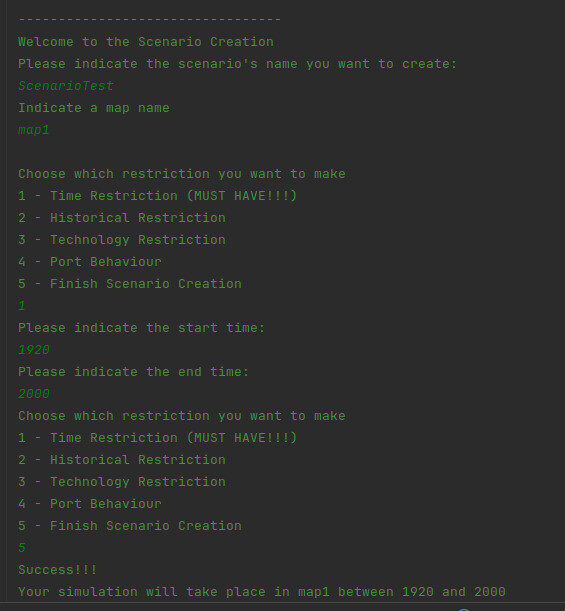 ---------------------------------
Welcome to the Scenario Creation
Please indicate the scenario's name you want to create:
ScenarioTest
Indicate a map name
map1
Choose which restriction you want to make
1 - Time Restriction (MUST HAVE!!!)
2 - Historical Restriction
3 - Technology Restriction
4 - Port Behaviour
5 - Finish Scenario Creation
1
Please indicate the start time:
1920
Please indicate the end time:
2000
Choose which restriction you want to make
1 - Time Restriction (MUST HAVE!!!)
2 - Historical Restriction
3 - Technology Restriction
4 - Port Behaviour
5 - Finish Scenario Creation
5
Success!!!
Your simulation will take place in map1 between 1920 and 2000